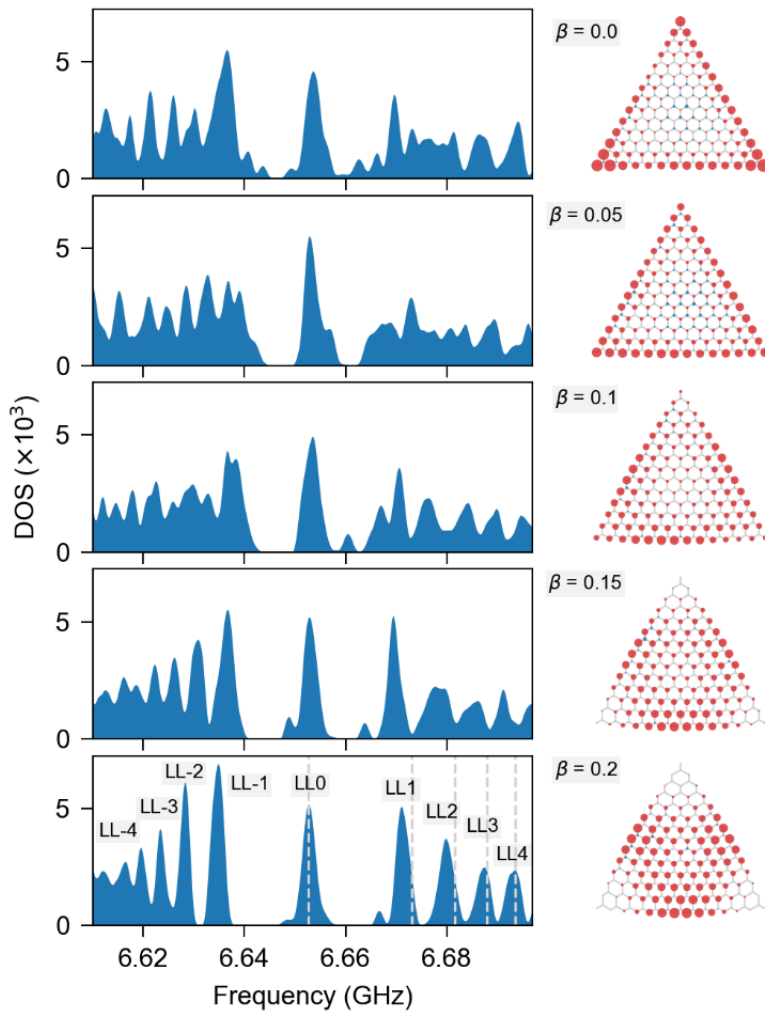 β = 0.0
5
0
β = 0.05
5
0
β = 0.1
5
0
DOS (×10³)
β = 0.15
5
0
β = 0.2
LL-4
LL-3
LL-2
LL-1
LL0
LL1
LL2
LL3
LL4
5
0
6.62 6.64 6.66 6.68
Frequency (GHz)